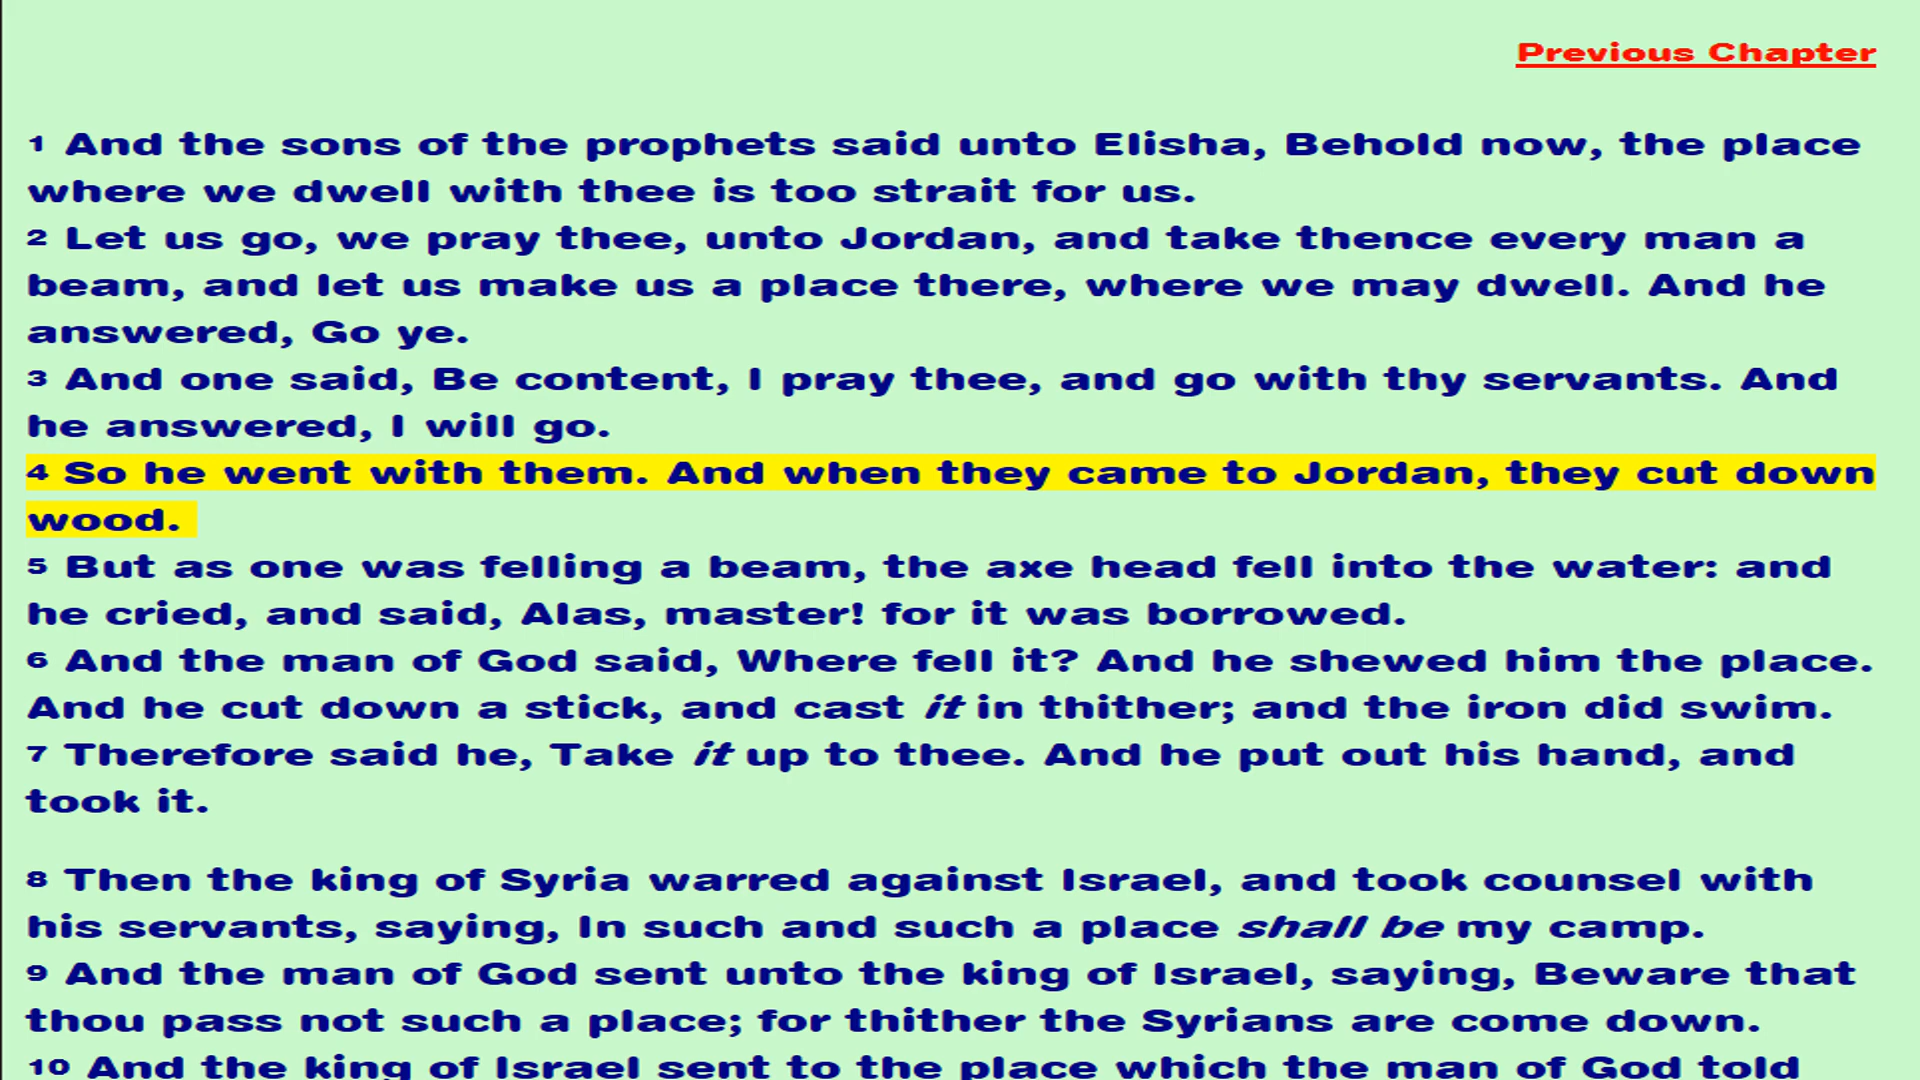 Previous Chapter
1 And the sons of the prophets said unto Elisha, Behold now, the place
where we dwell with thee is too strait for us.
2 Let us go, we pray thee, unto Jordan, and take thence every man a
beam, and let us make us a place there, where we may dwell. And he
answered, Go ye.
3 And one said, Be content, I pray thee, and go with thy servants. And
he answered, I will go.
4 So he went with them. And when they came to Jordan, they cut down
wood.
5 But as one was felling a beam, the axe head fell into the water: and
he cried, and said, Alas, master! for it was borrowed.
6 And the man of God said, Where fell it? And he shewed him the place.
And he cut down a stick, and cast it in thither; and the iron did swim.
7 Therefore said he, Take it up to thee. And he put out his hand, and
took it.
8 Then the king of Syria warred against Israel, and took counsel with
his servants, saying, In such and such a place shall be my camp.
9 And the man of God sent unto the king of Israel, saying, Beware that
thou pass not such a place; for thither the Syrians are come down.
10 And the king of Israel sent to the place which the man of God told